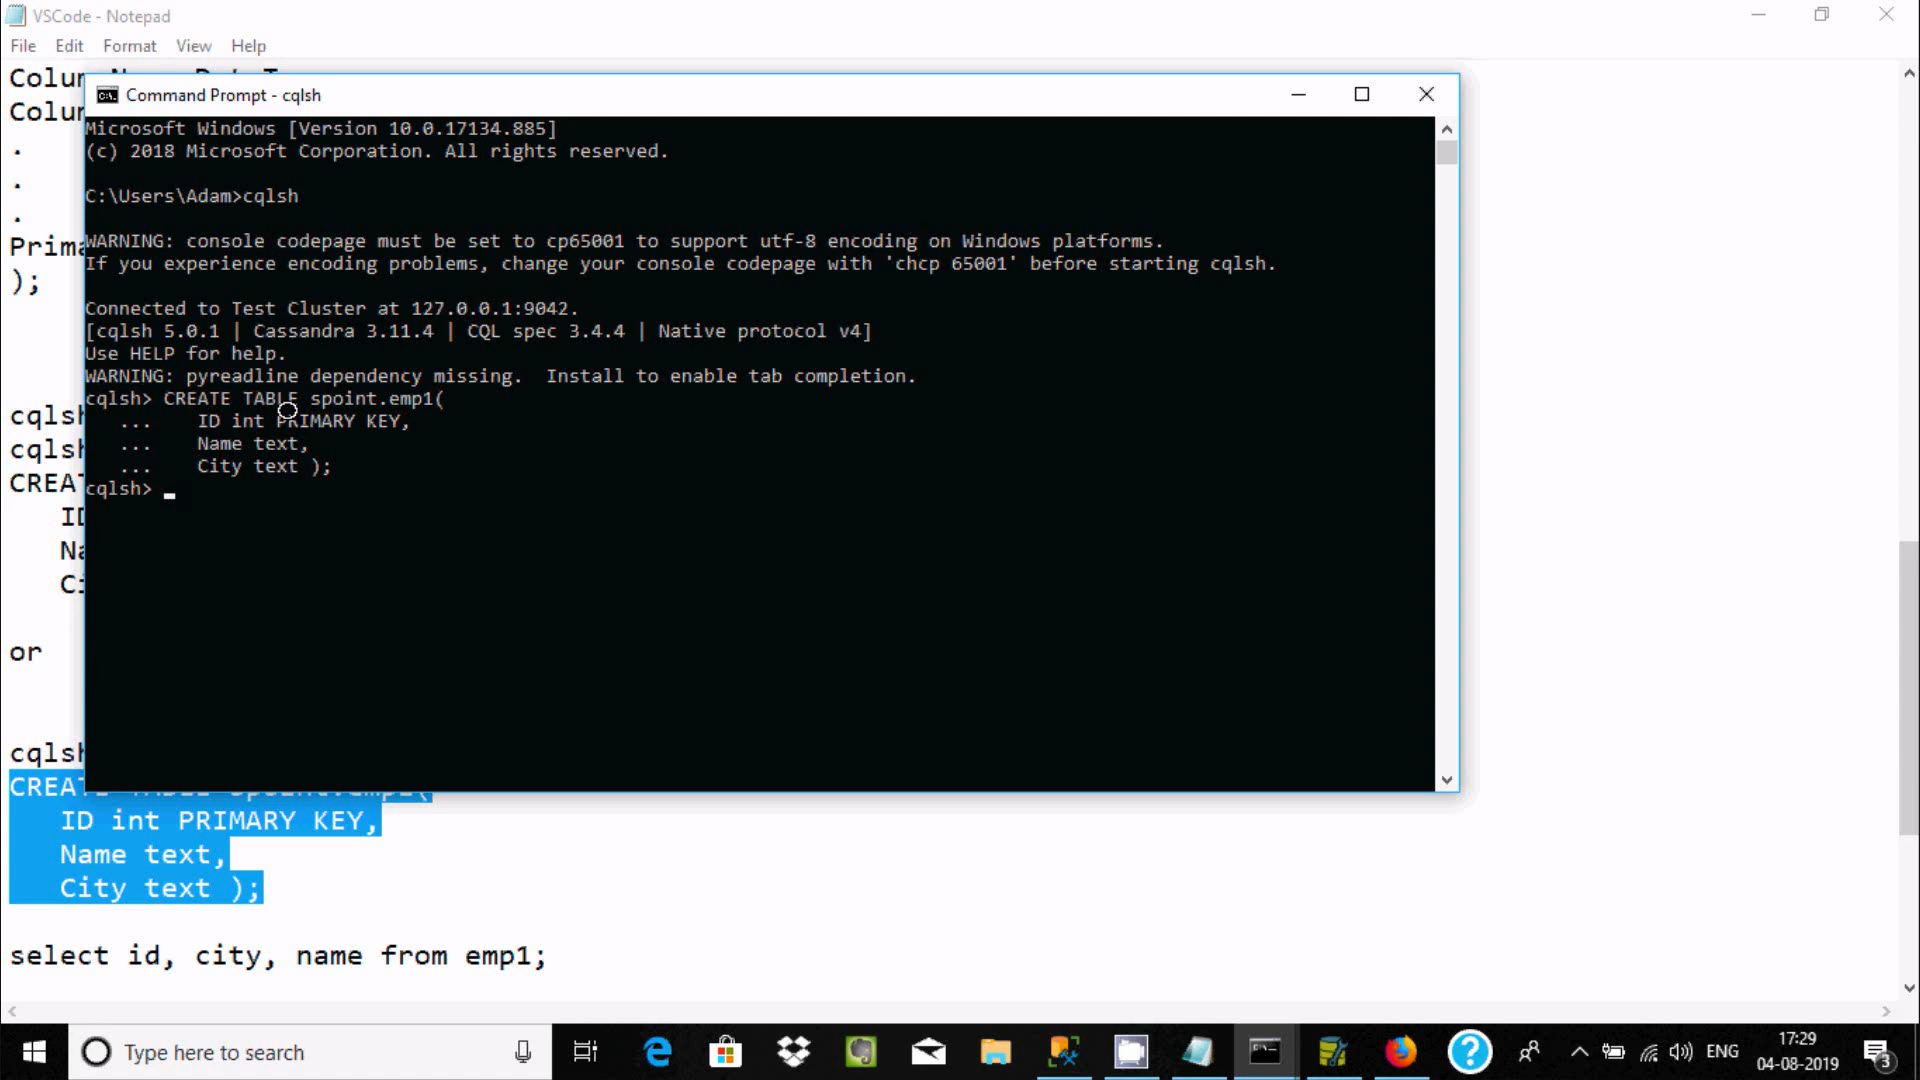 VSCode - Notepad
File Edit Format View Help
Colum
Colum
.
.
.
Prima
);
cqlsh
cqlsh
CREAT
ID
Na
Ci
or
cqlsh
CREAT
ID int PRIMARY KEY,
Name text,
City text );
select id, city, name from emp1;
Command Prompt - cqlsh
Microsoft Windows [Version 10.0.17134.885]
(c) 2018 Microsoft Corporation. All rights reserved.
C:\Users\Adam>cqlsh
WARNING: console codepage must be set to cp65001 to support utf-8 encoding on Windows platforms.
If you experience encoding problems, change your console codepage with 'chcp 65001' before starting cqlsh.
Connected to Test Cluster at 127.0.0.1:9042.
[cqlsh 5.0.1 | Cassandra 3.11.4 | CQL spec 3.4.4 | Native protocol v4]
Use HELP for help.
WARNING: pyreadline dependency missing.  Install to enable tab completion.
cqlsh> CREATE TABLE spoint.emp1(
...    ID int PRIMARY KEY,
...    Name text,
...    City text );
cqlsh>
Type here to search
ENG
17:29
04-08-2019
3